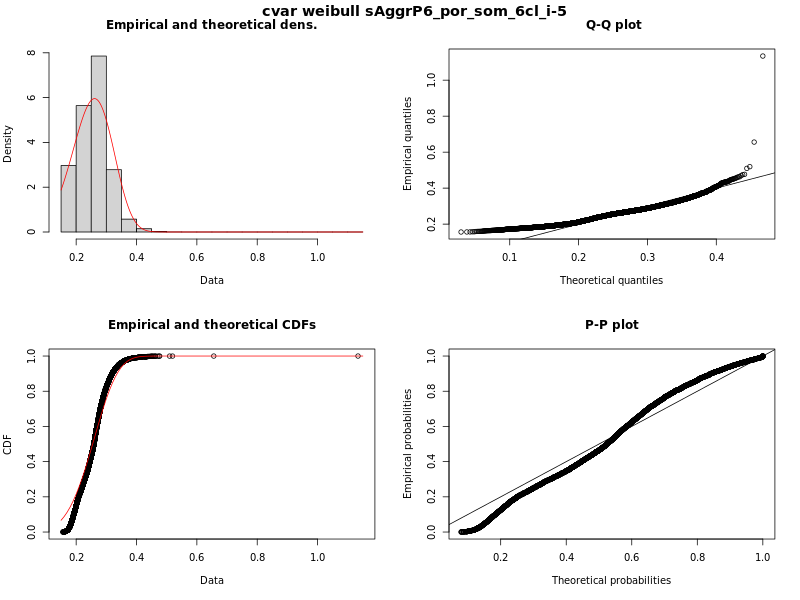 cvar weibull sAggrP6_por_som_6cl_i-5
Empirical and theoretical dens.
Density
0 2 4 6 8
0.2 0.4 0.6 0.8 1.0
Data
Q-Q plot
Empirical quantiles
0.2 0.4 0.6 0.8 1.0
0.1 0.2 0.3 0.4
Theoretical quantiles
Empirical and theoretical CDFs
CDF
0.0 0.2 0.4 0.6 0.8 1.0
0.2 0.4 0.6 0.8 1.0
Data
P-P plot
Empirical probabilities
0.0 0.2 0.4 0.6 0.8 1.0
0.2 0.4 0.6 0.8 1.0
Theoretical probabilities